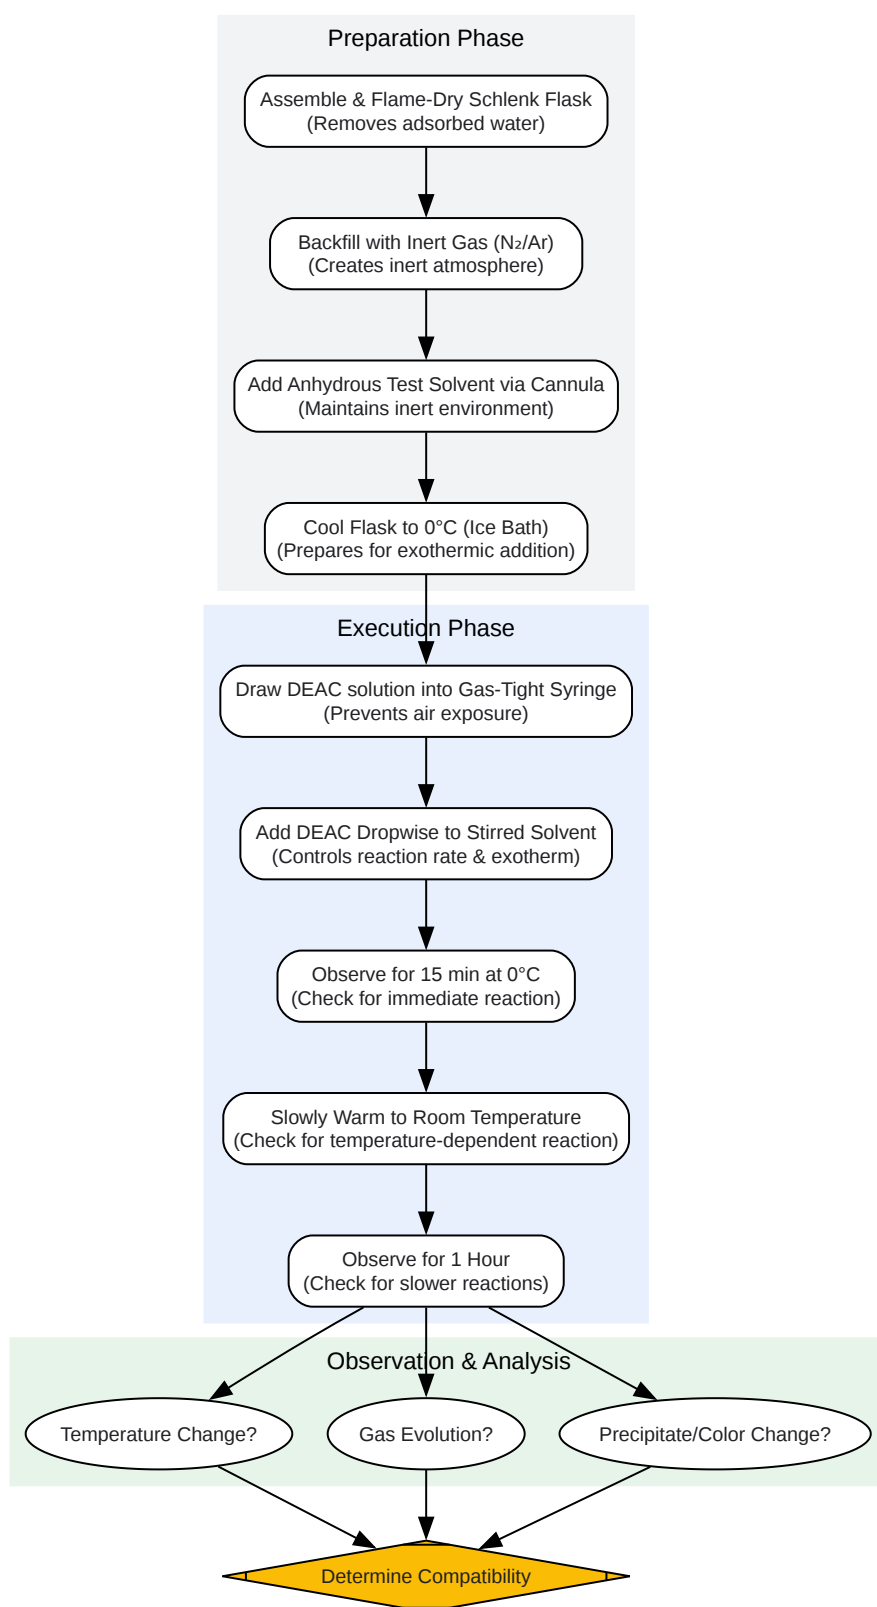 Preparation Phase
Assemble & Flame-Dry Schlenk Flask
(Removes adsorbed water)
Backfill with Inert Gas (N₂/Ar)
(Creates inert atmosphere)
Add Anhydrous Test Solvent via Cannula
(Maintains inert environment)
Cool Flask to 0°C (Ice Bath)
(Prepares for exothermic addition)
Execution Phase
Draw DEAC solution into Gas-Tight Syringe
(Prevents air exposure)
Add DEAC Dropwise to Stirred Solvent
(Controls reaction rate & exotherm)
Observe for 15 min at 0°C
(Check for immediate reaction)
Slowly Warm to Room Temperature
(Check for temperature-dependent reaction)
Observe for 1 Hour
(Check for slower reactions)
Observation & Analysis
Temperature Change?
Gas Evolution?
Precipitate/Color Change?
Determine Compatibility